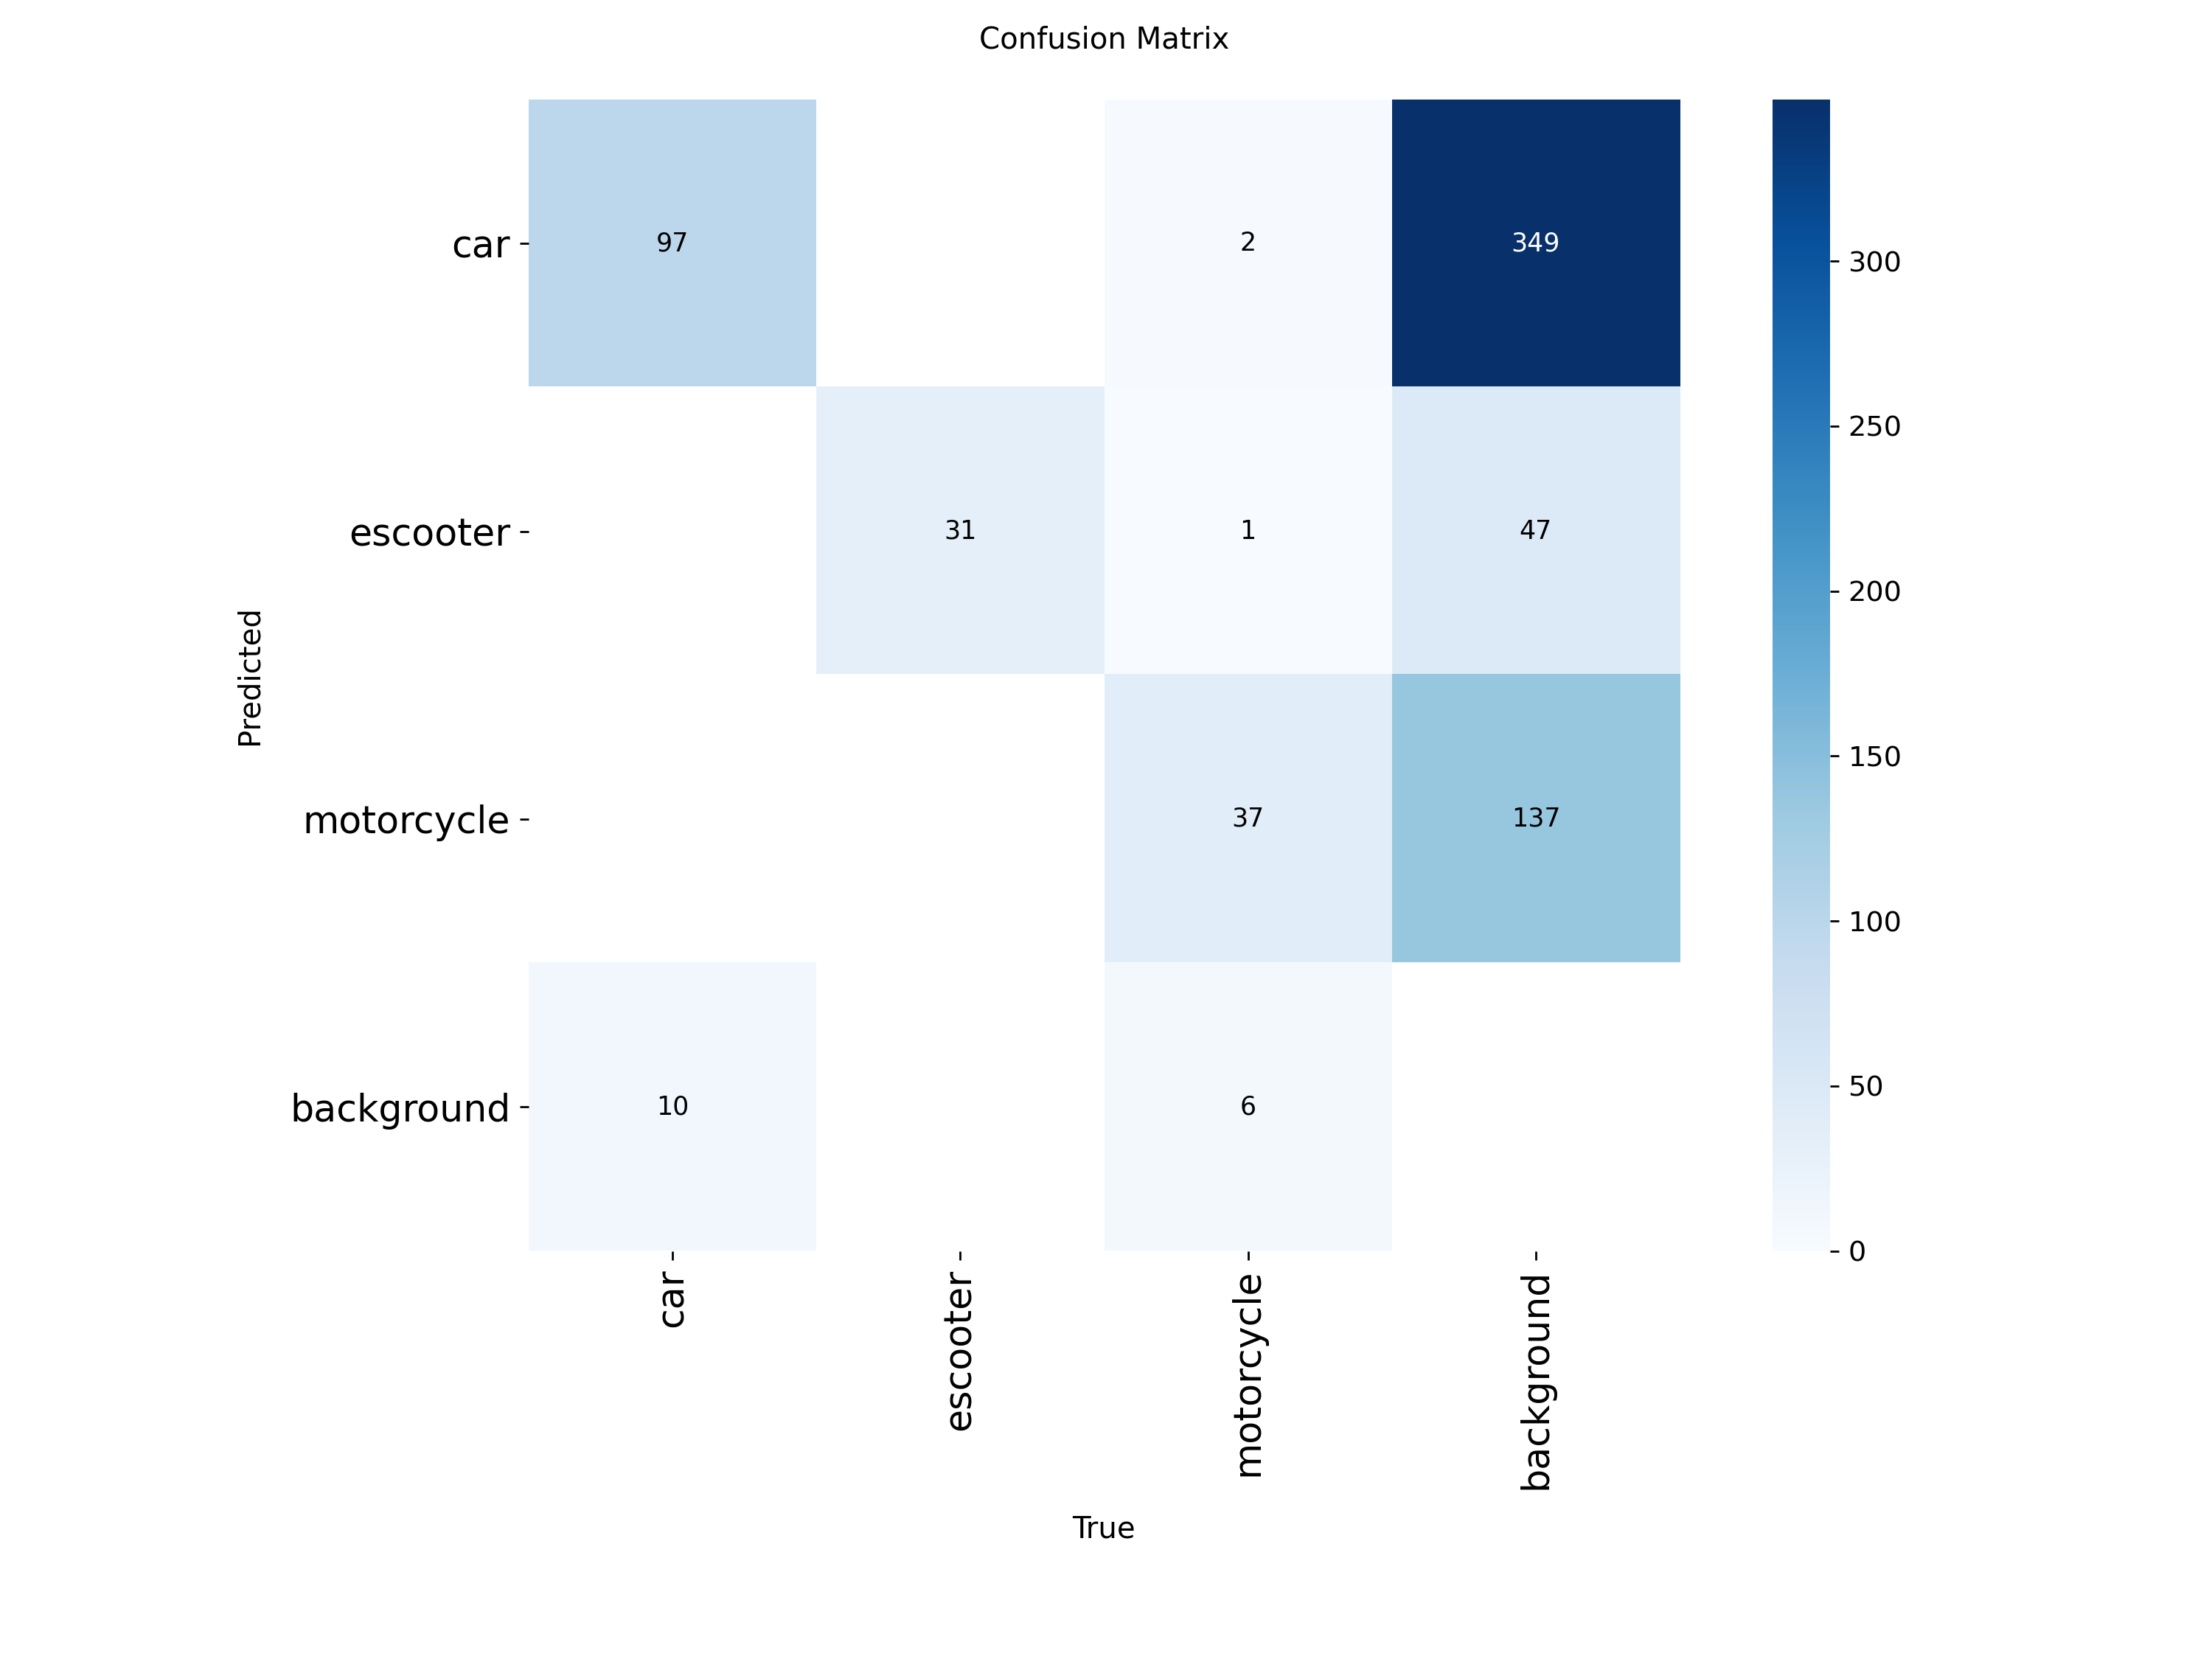 Confusion Matrix
car
97
2
349
escooter
31
1
47
motorcycle
37
137
background
10
6
Predicted
car
escooter
motorcycle
background
True
300
250
200
150
100
50
0